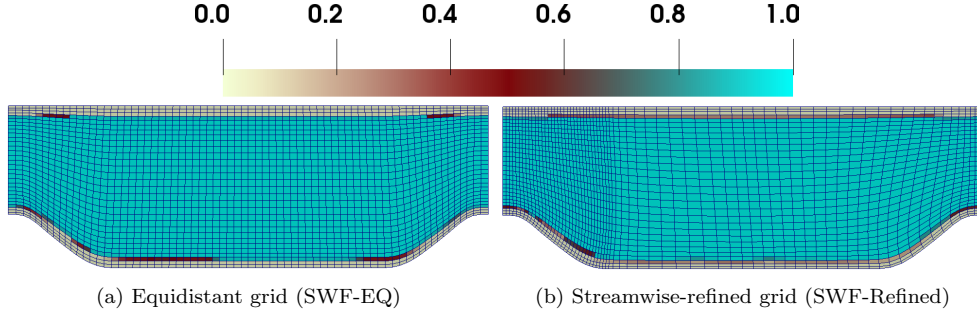 0.0 0.2 0.4 0.6 0.8 1.0
(a) Equidistant grid (SWF-EQ)
(b) Streamwise-refined grid (SWF-Refined)